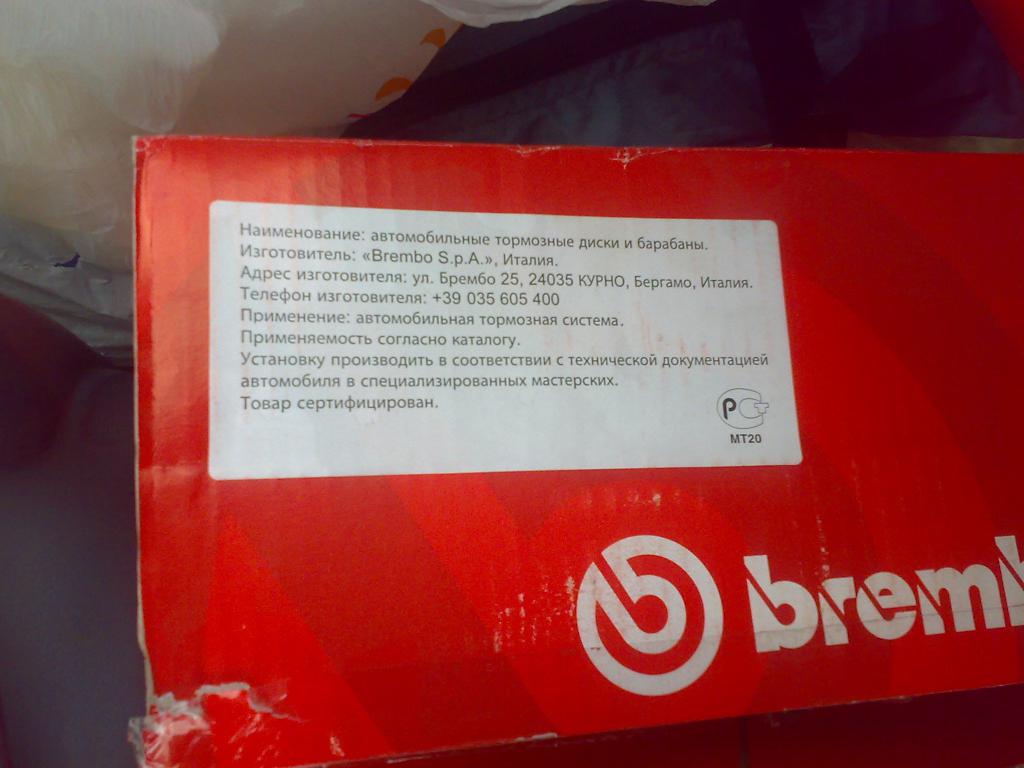 Наименование: автомобильные тормозные диски и барабаны.
Изготовитель: «Brembo S.p.A.», Италия.
Адрес изготовителя: ул. Брембо 25, 24035 КУРНО, Бергамо, Италия.
Телефон изготовителя: +39 035 605 400
Применение: автомобильная тормозная система.
Применяемость согласно каталогу.
Установку производить в соответствии с технической документацией
автомобиля в специализированных мастерских.
Товар сертифицирован.
РСТ
МТ20
b bremb